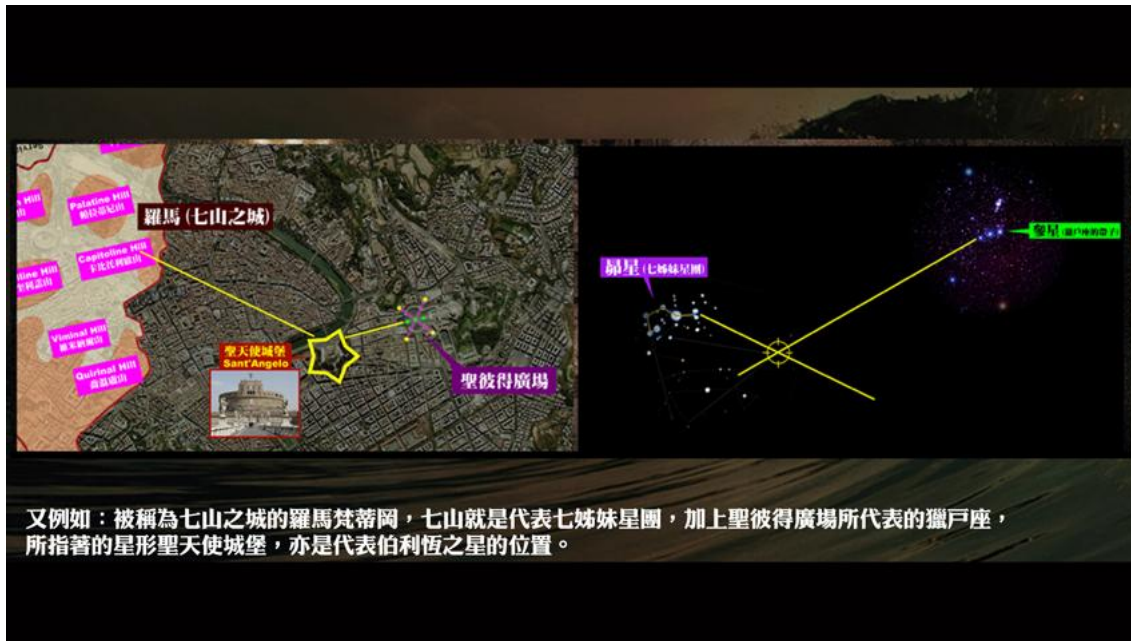 Palatine Hill
帕拉蒂尼山
羅馬 (七山之城)
Capitoline Hill
卡比托利歐山
Viminal Hill
維米納爾山
Quirinal Hill
聖天使城堡
Sant'Angelo
聖彼得廣場
昴星 (七姊妹星團)
參星 (獵戶座的帶子)
又例如：被稱為七山之城的羅馬梵蒂岡，七山就是代表七姊妹星團，加上聖彼得廣場所代表的獵戶座，
所指著的星形聖天使城堡，亦是代表伯利恆之星的位置。